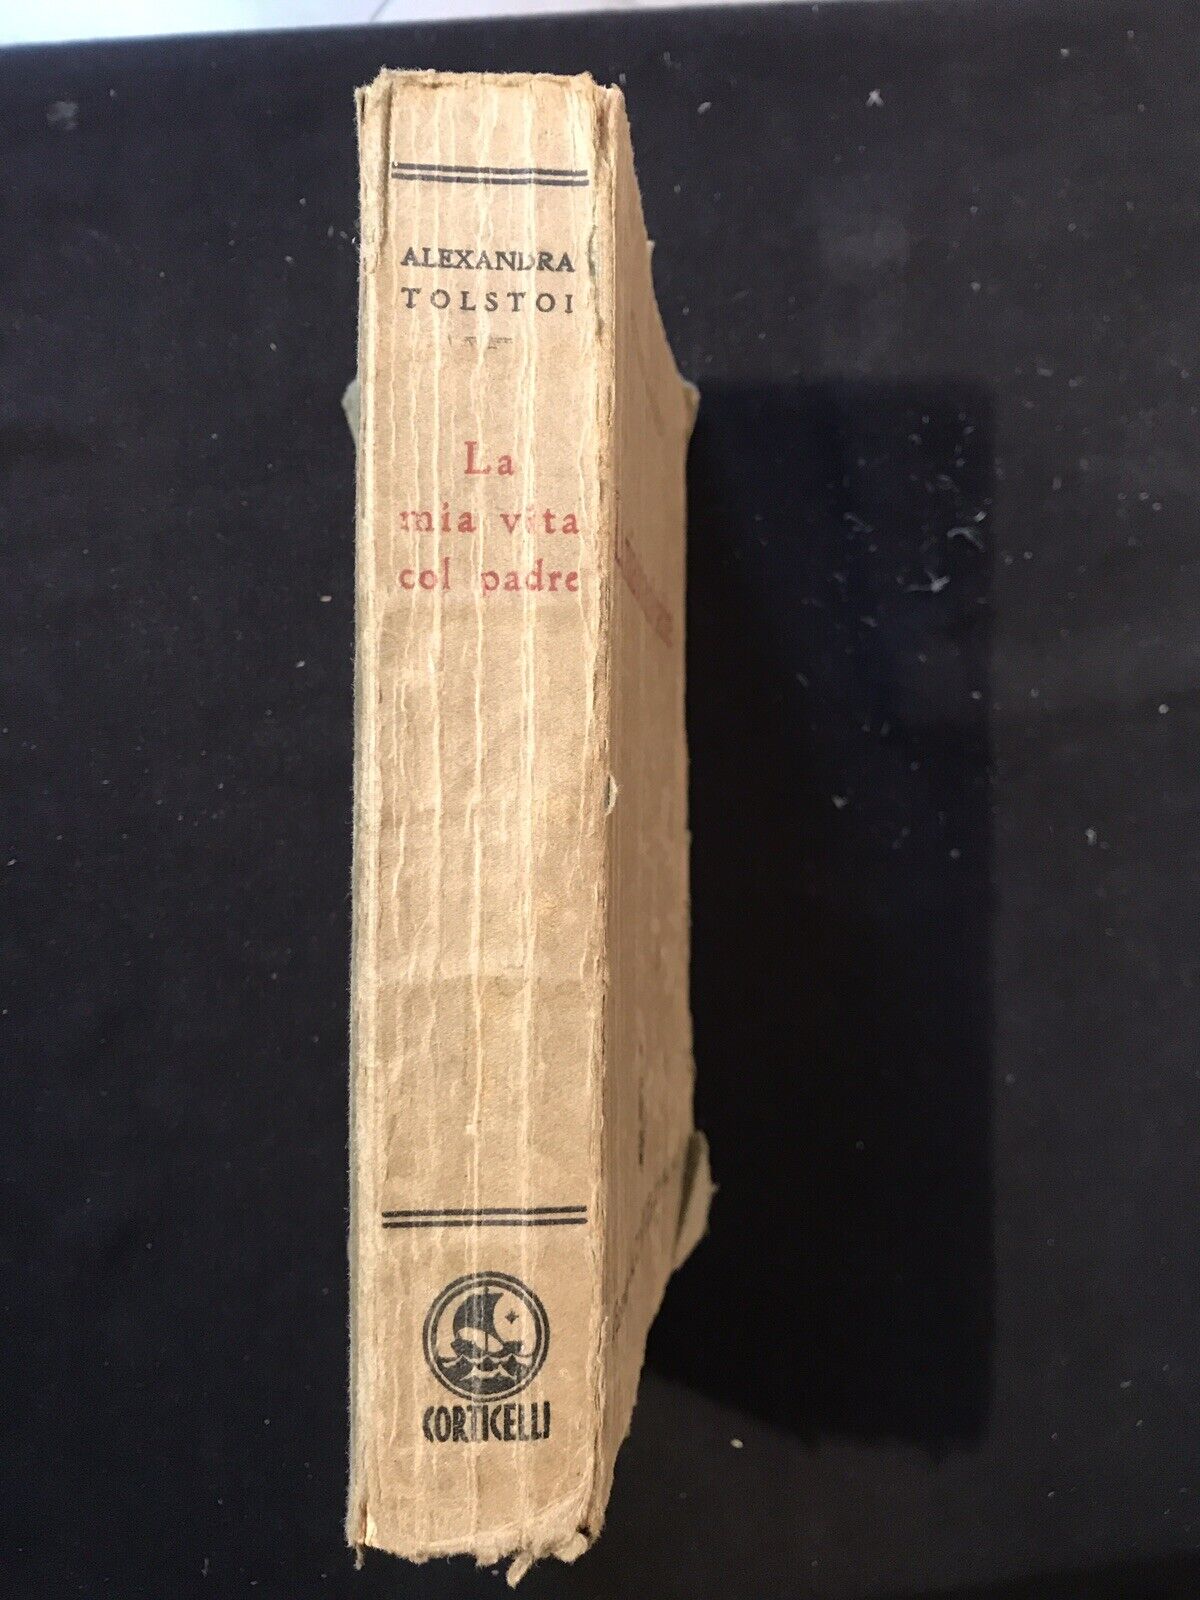 ALEXANDRA
TOLSTOI
La
mia vita
col padre
CORTICELLI